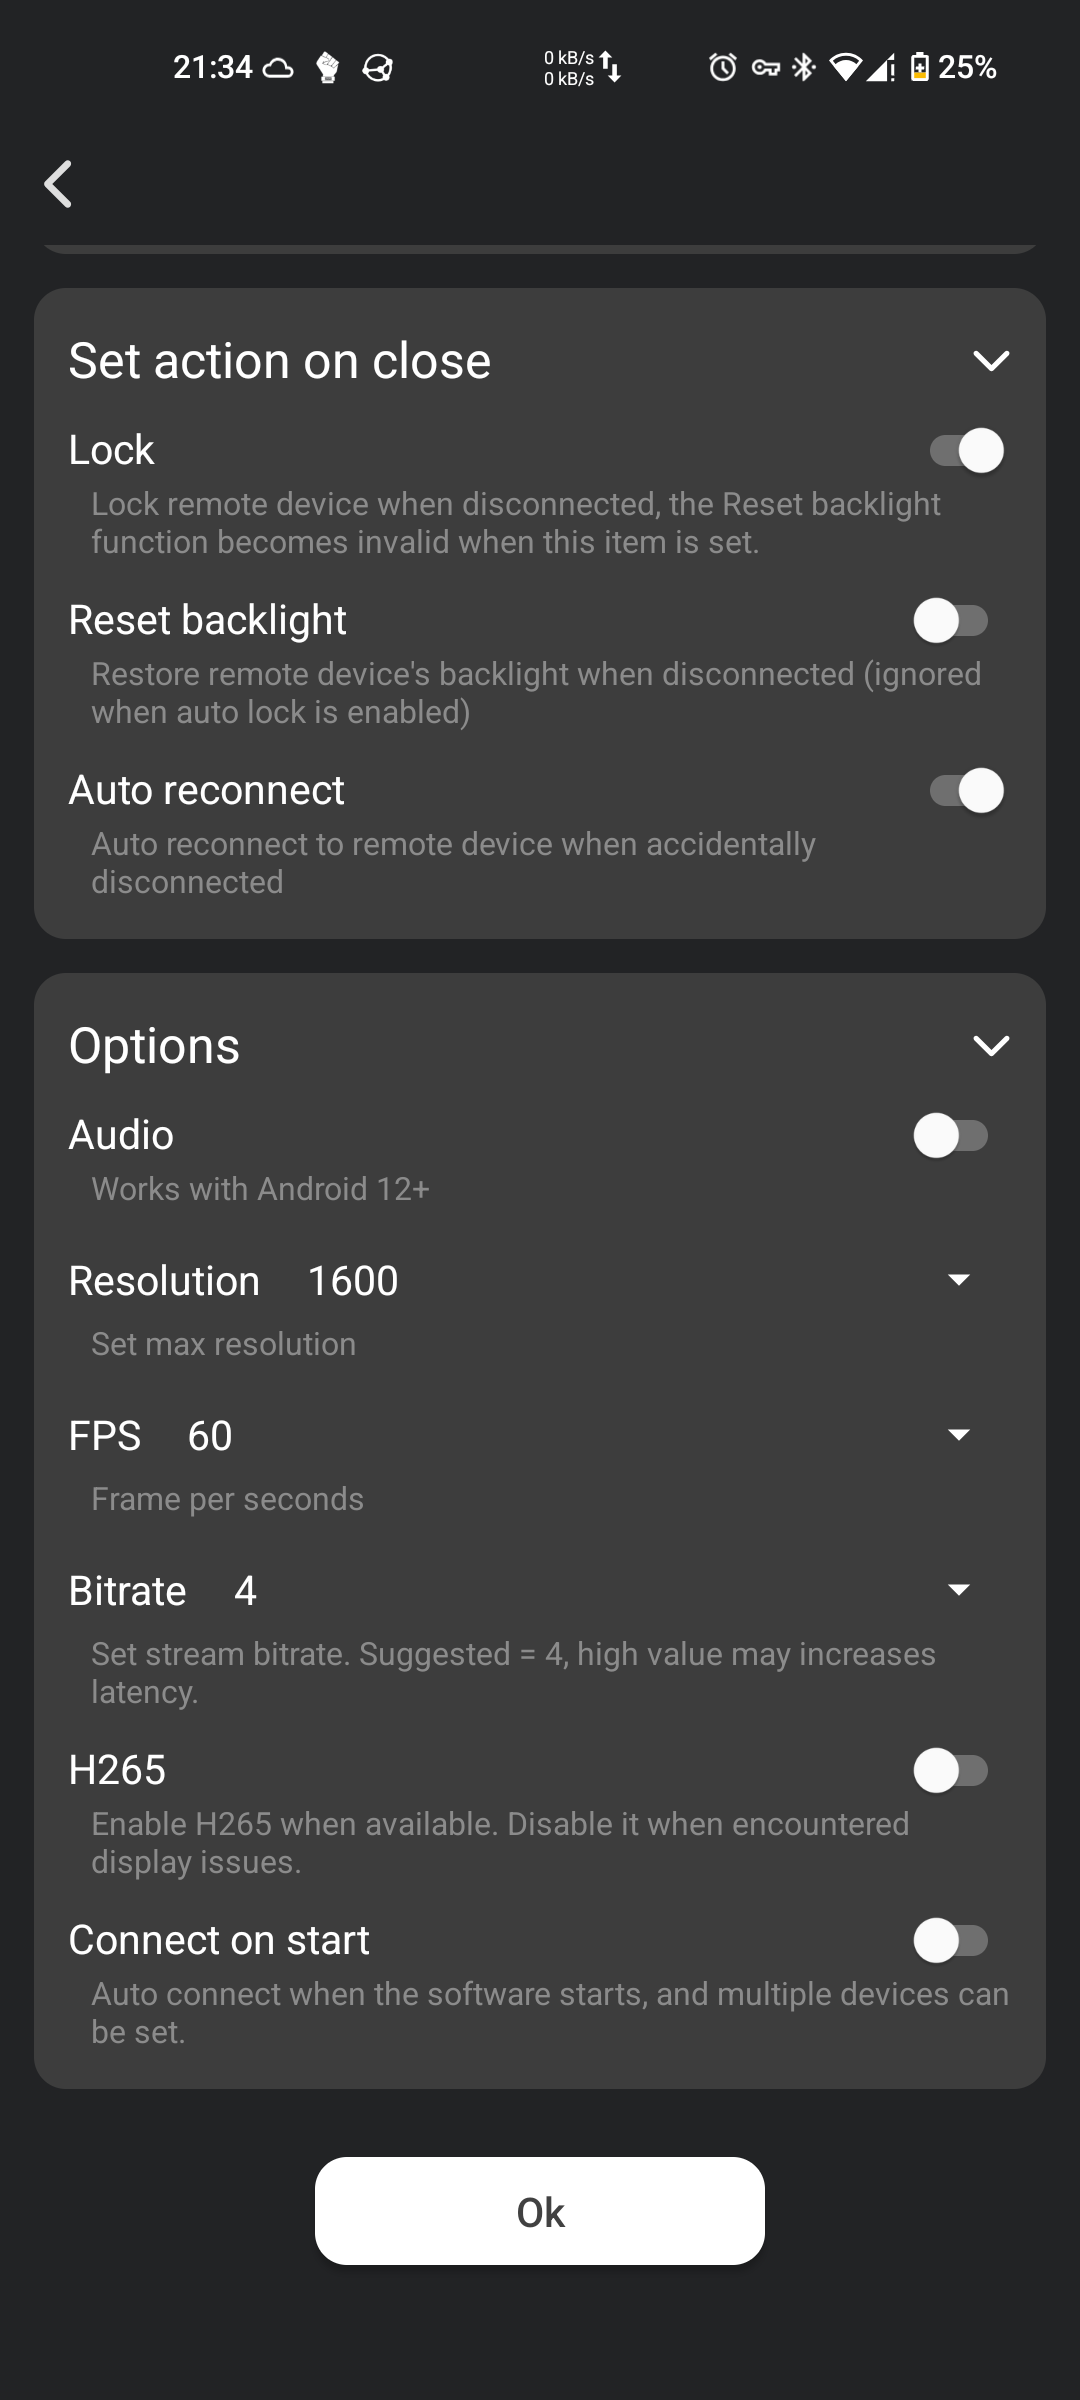 21:34
0 kB/s
0 kB/s
25%
Set action on close
Lock
Lock remote device when disconnected, the Reset backlight
function becomes invalid when this item is set.
Reset backlight
Restore remote device's backlight when disconnected (ignored
when auto lock is enabled)
Auto reconnect
Auto reconnect to remote device when accidentally
disconnected
Options
Audio
Works with Android 12+
Resolution 1600
Set max resolution
FPS 60
Frame per seconds
Bitrate 4
Set stream bitrate. Suggested = 4, high value may increases
latency.
H265
Enable H265 when available. Disable it when encountered
display issues.
Connect on start
Auto connect when the software starts, and multiple devices can
be set.
Ok